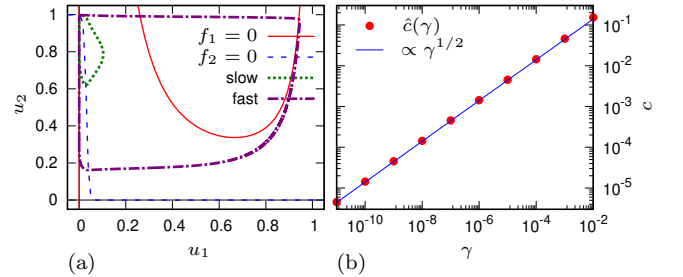 1
0.8
0.6
0.4
0.2
0
u₂
f₁ = 0
f₂ = 0
slow
fast
0 0.2 0.4 0.6 0.8 1
u₁
(a)
ĉ(γ)
∝ γ^{1/2}
10⁻¹
10⁻²
10⁻³
10⁻⁴
10⁻⁵
c
10⁻¹⁰ 10⁻⁸ 10⁻⁶ 10⁻⁴ 10⁻²
γ
(b)